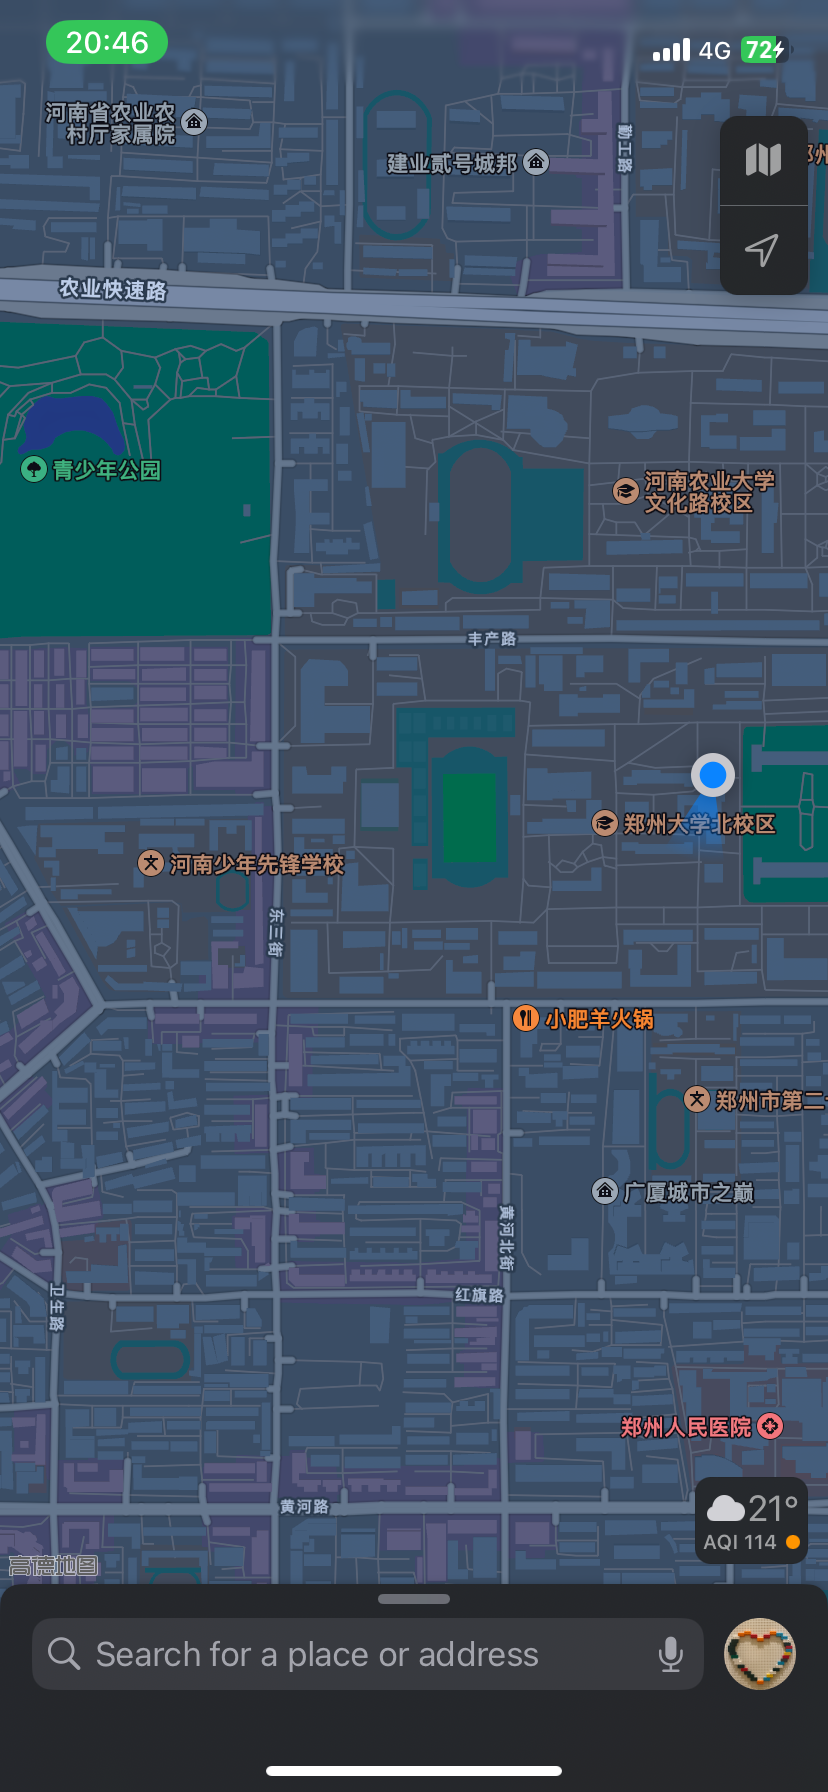 20:46
4G
72
河南省农业农
村厅家属院
建业贰号城邦
勤工路
郑州
农业快速路
青少年公园
河南农业大学
文化路校区
丰产路
郑州大学北校区
河南少年先锋学校
东三街
小肥羊火锅
郑州市第二
广厦城市之巅
黄河北街
红旗路
卫生路
郑州人民医院
21°
AQI 114
黄河路
高德地图
Search for a place or address